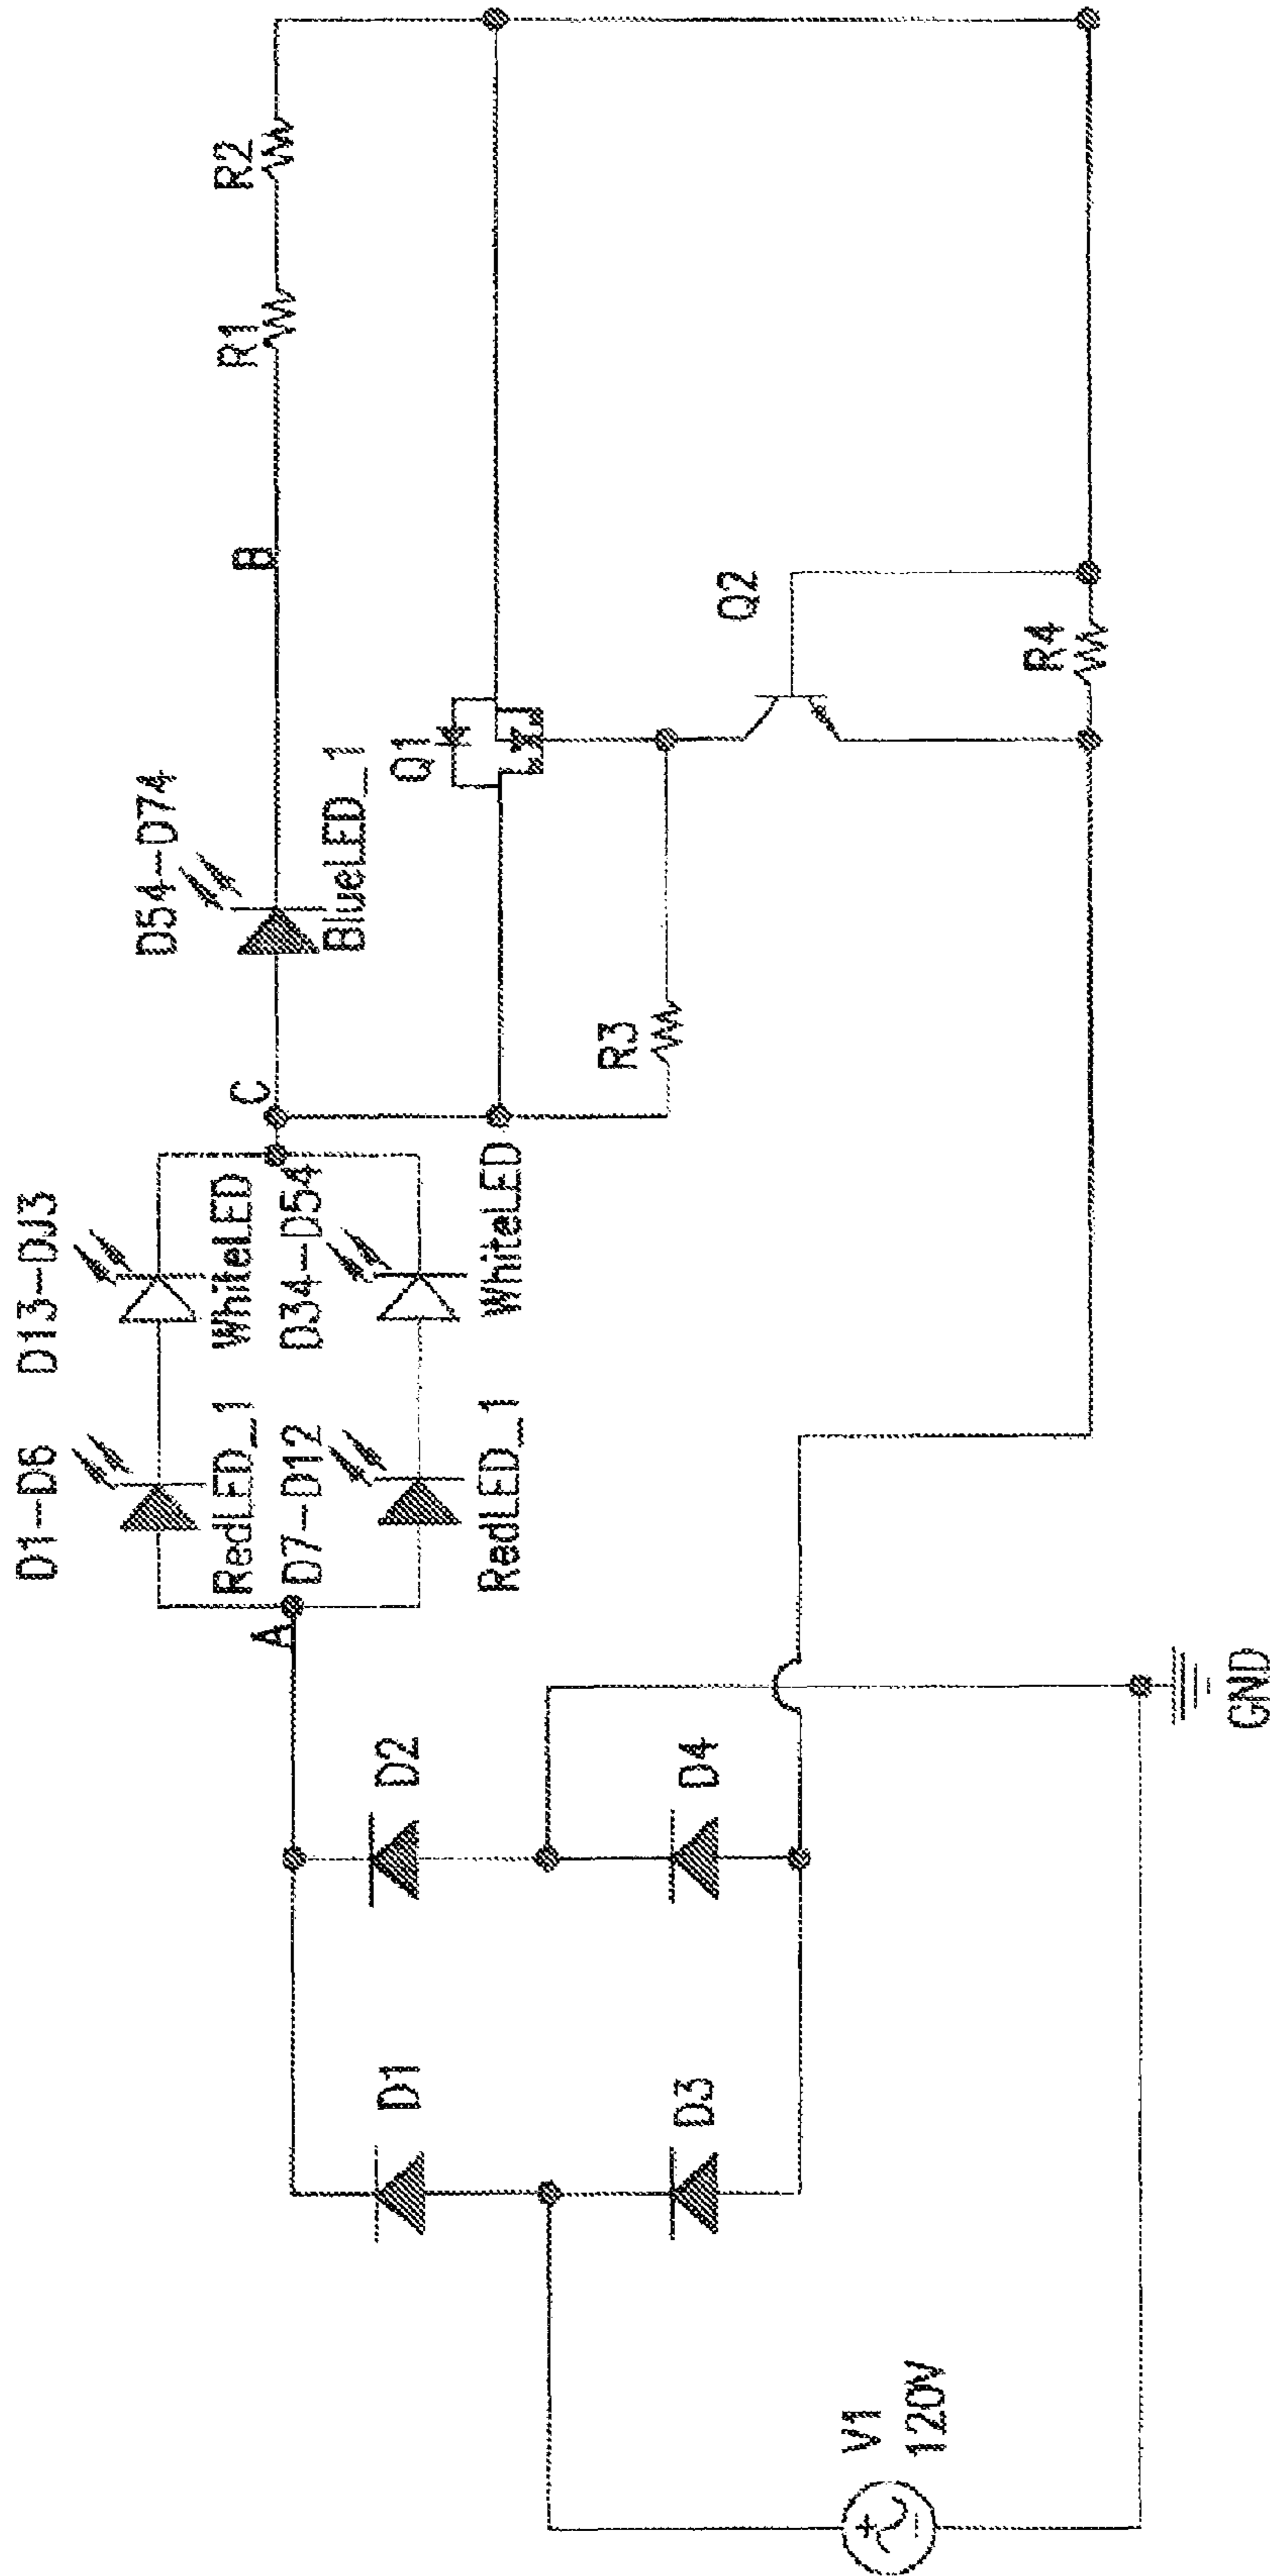 V1
120V
D1
D3
D2
D4
GND
A
D1-D6
RedLED_1
D7-D12
RedLED_1
D13-DJ3
WhiteLED
D34-D54
WhiteLED
C
D54-D74
BlueLED_1
R3
Q1
Q2
R4
B
R1
R2